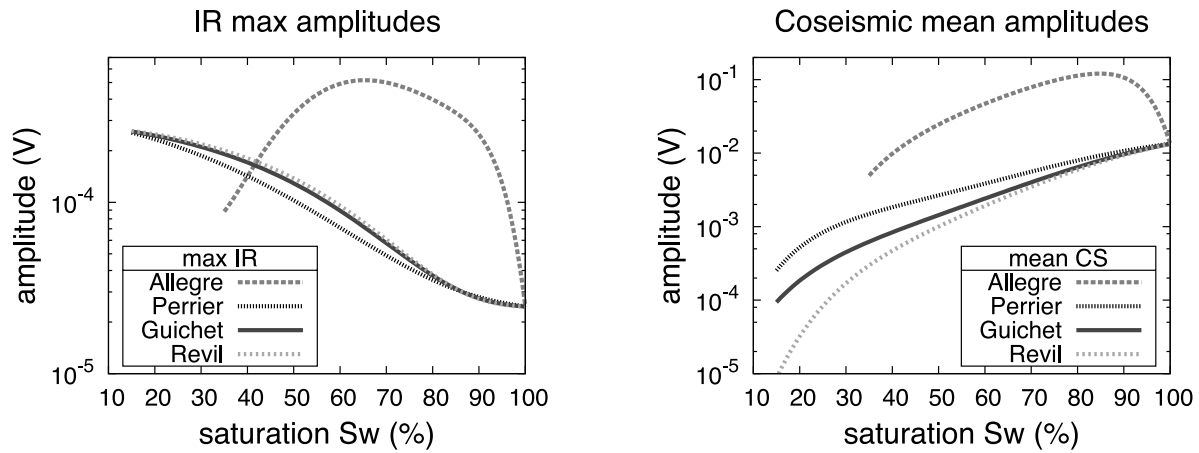 IR max amplitudes
amplitude (V)
10^-4
10^-5
max IR
Allegre
Perrier
Guichet
Revil
10 20 30 40 50 60 70 80 90 100
saturation Sw (%)
Coseismic mean amplitudes
amplitude (V)
10^-1
10^-2
10^-3
10^-4
10^-5
mean CS
Allegre
Perrier
Guichet
Revil
10 20 30 40 50 60 70 80 90 100
saturation Sw (%)